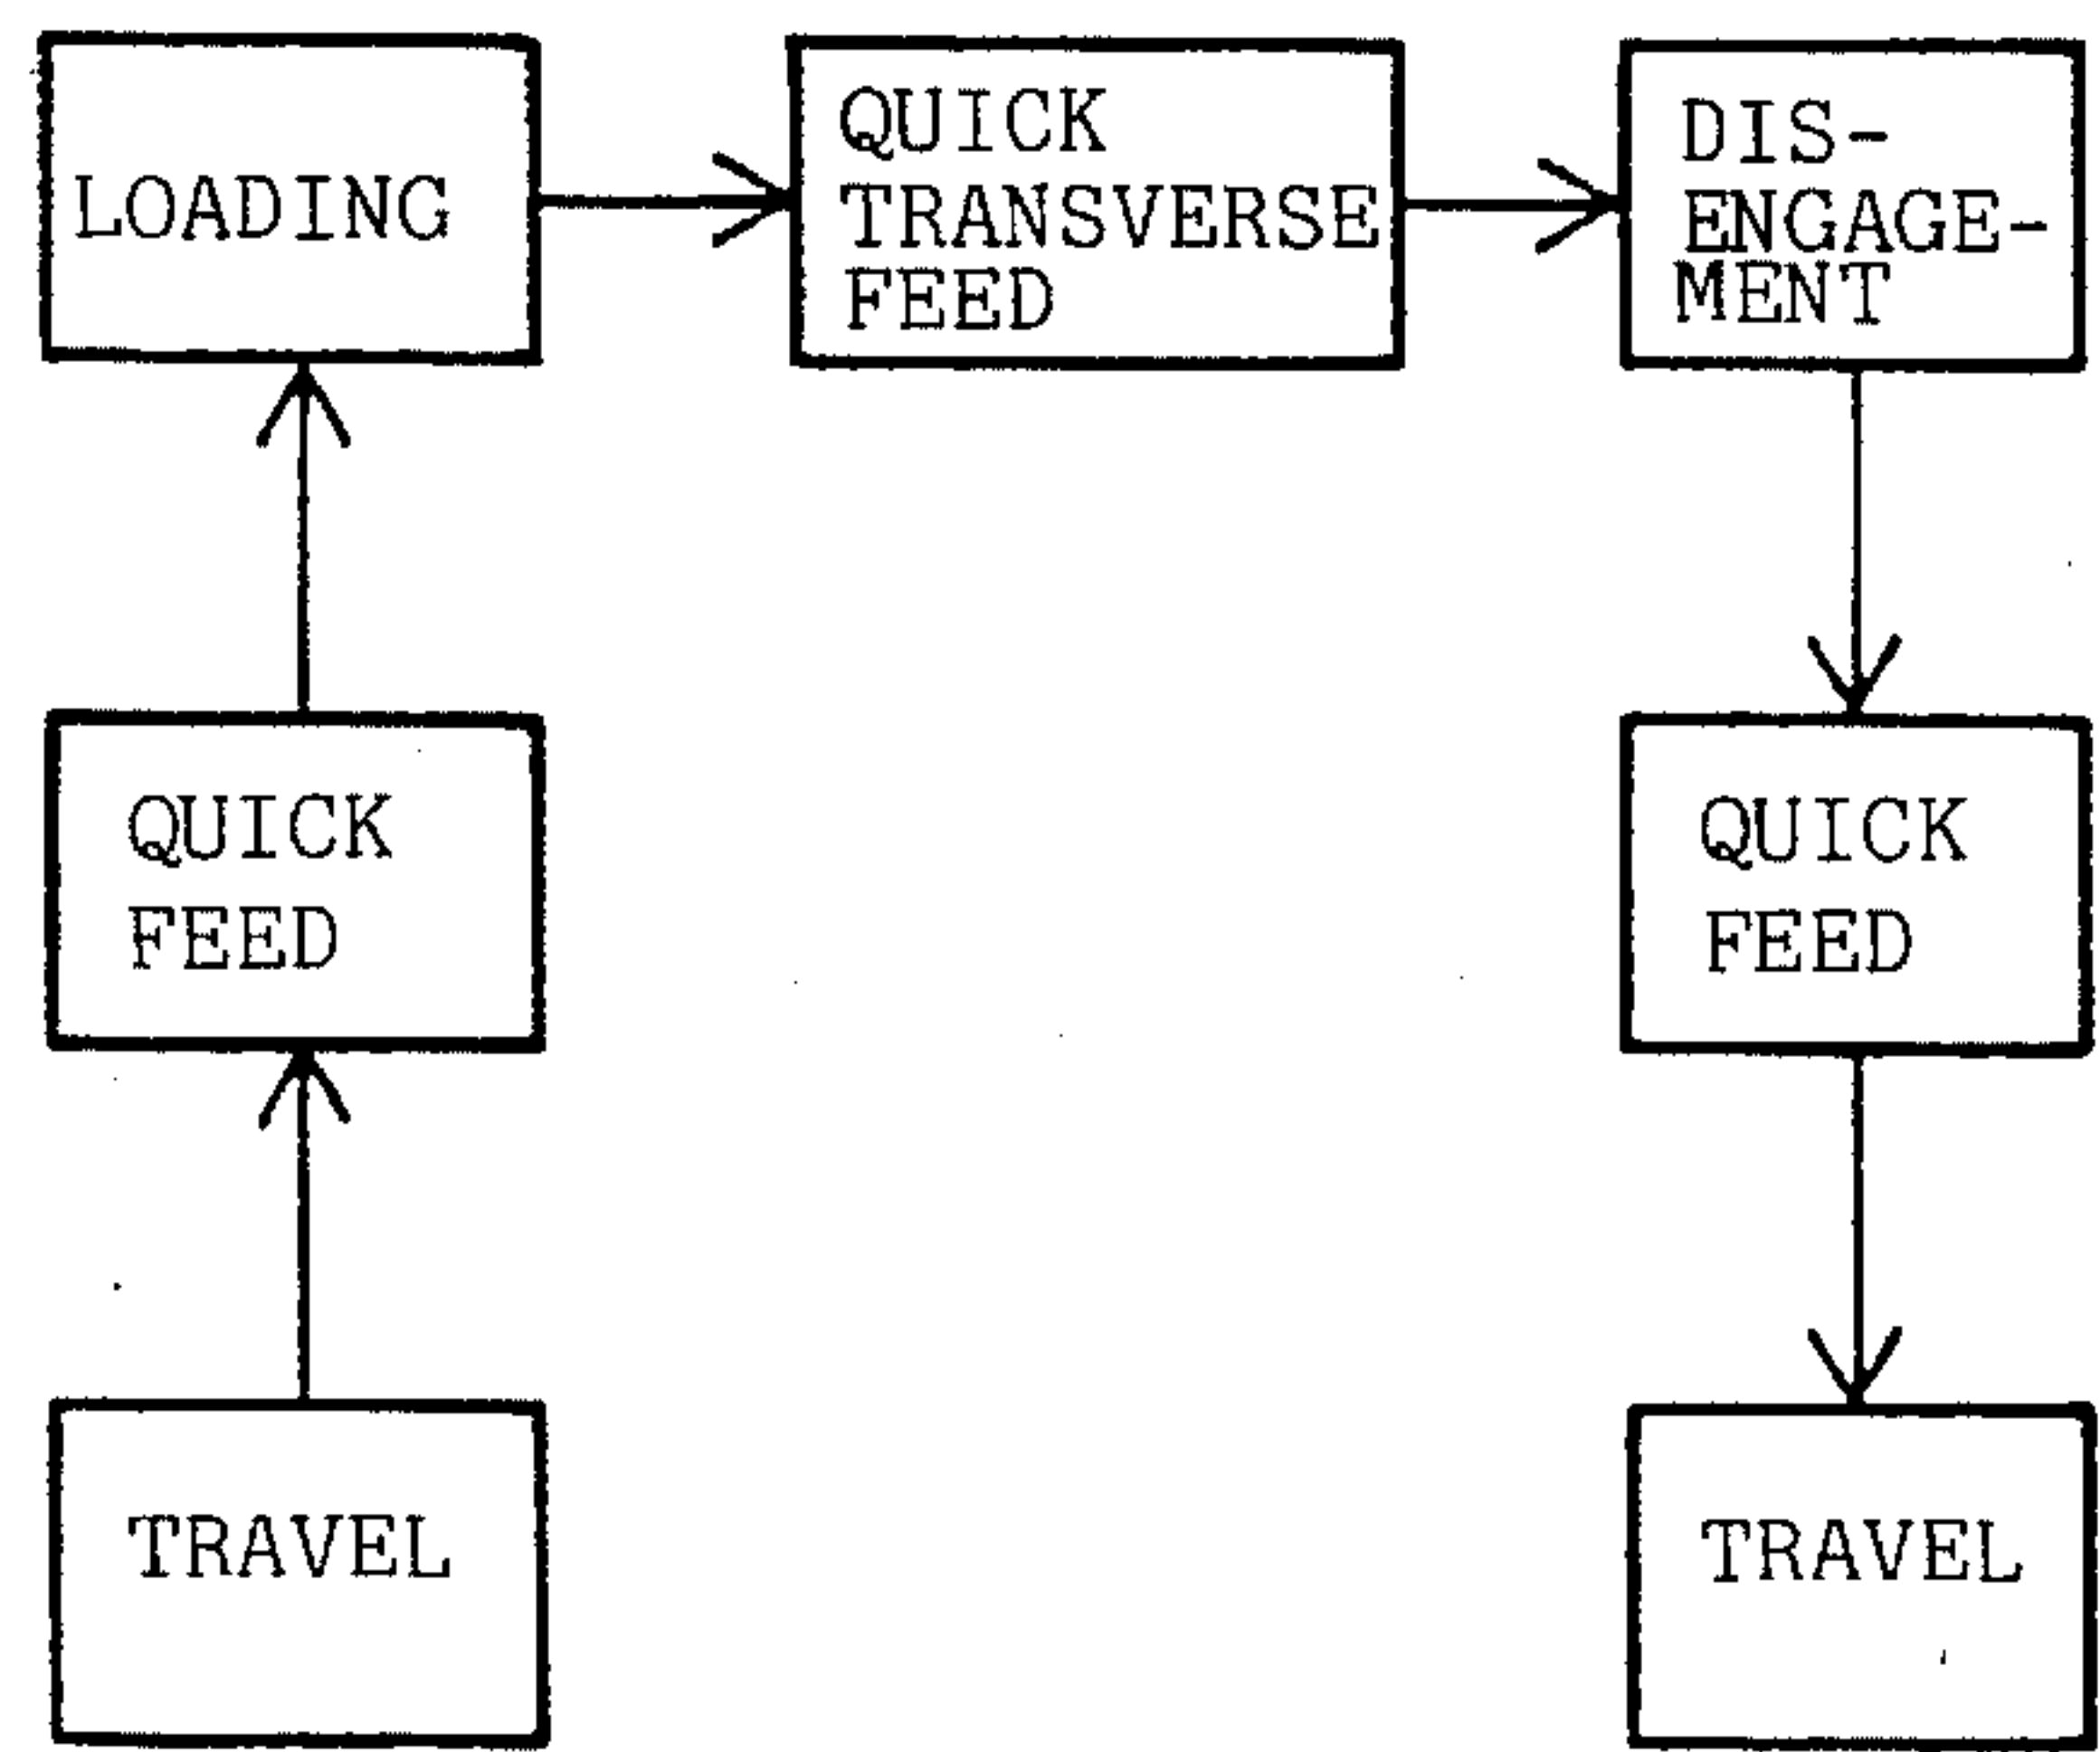 LOADING
QUICK
TRANSVERSE
FEED
DIS-
ENGAGE-
MENT
QUICK
FEED
QUICK
FEED
TRAVEL
TRAVEL